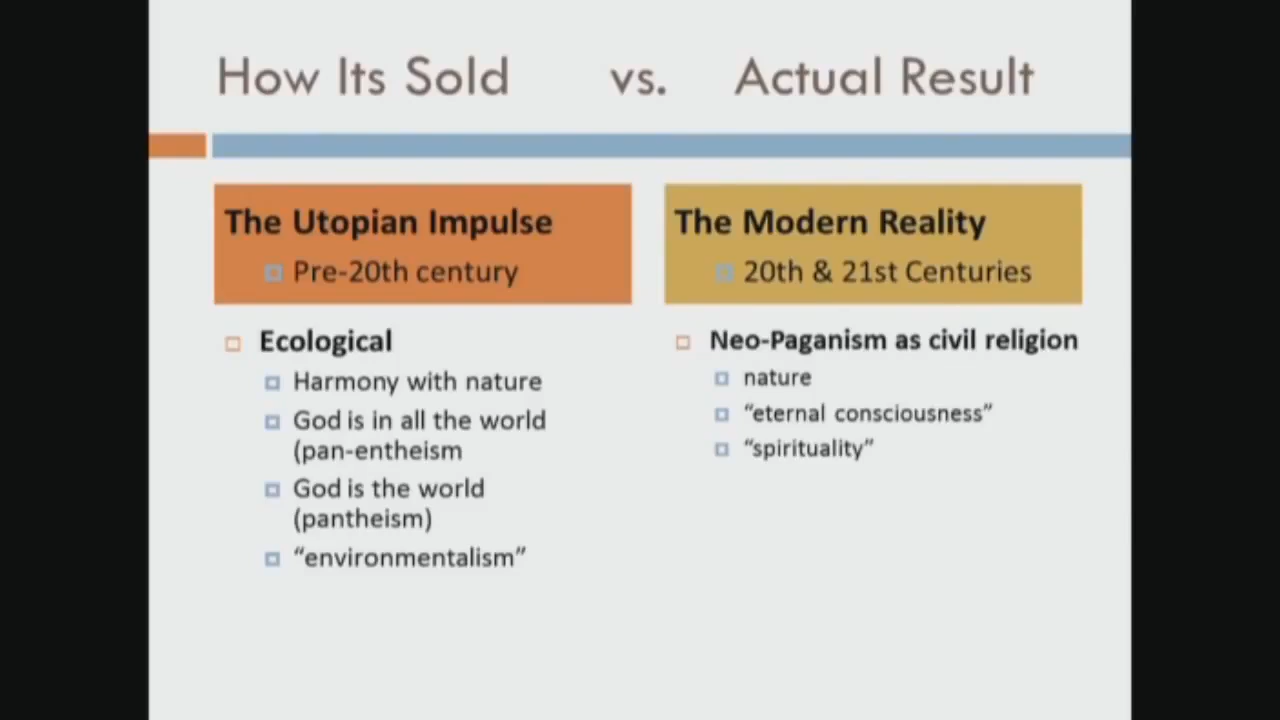 How Its Sold vs. Actual Result
The Utopian Impulse
Pre-20th century
Ecological
Harmony with nature
God is in all the world
(pan-entheism
God is the world
(pantheism)
“environmentalism”
The Modern Reality
20th & 21st Centuries
Neo-Paganism as civil religion
nature
“eternal consciousness”
“spirituality”